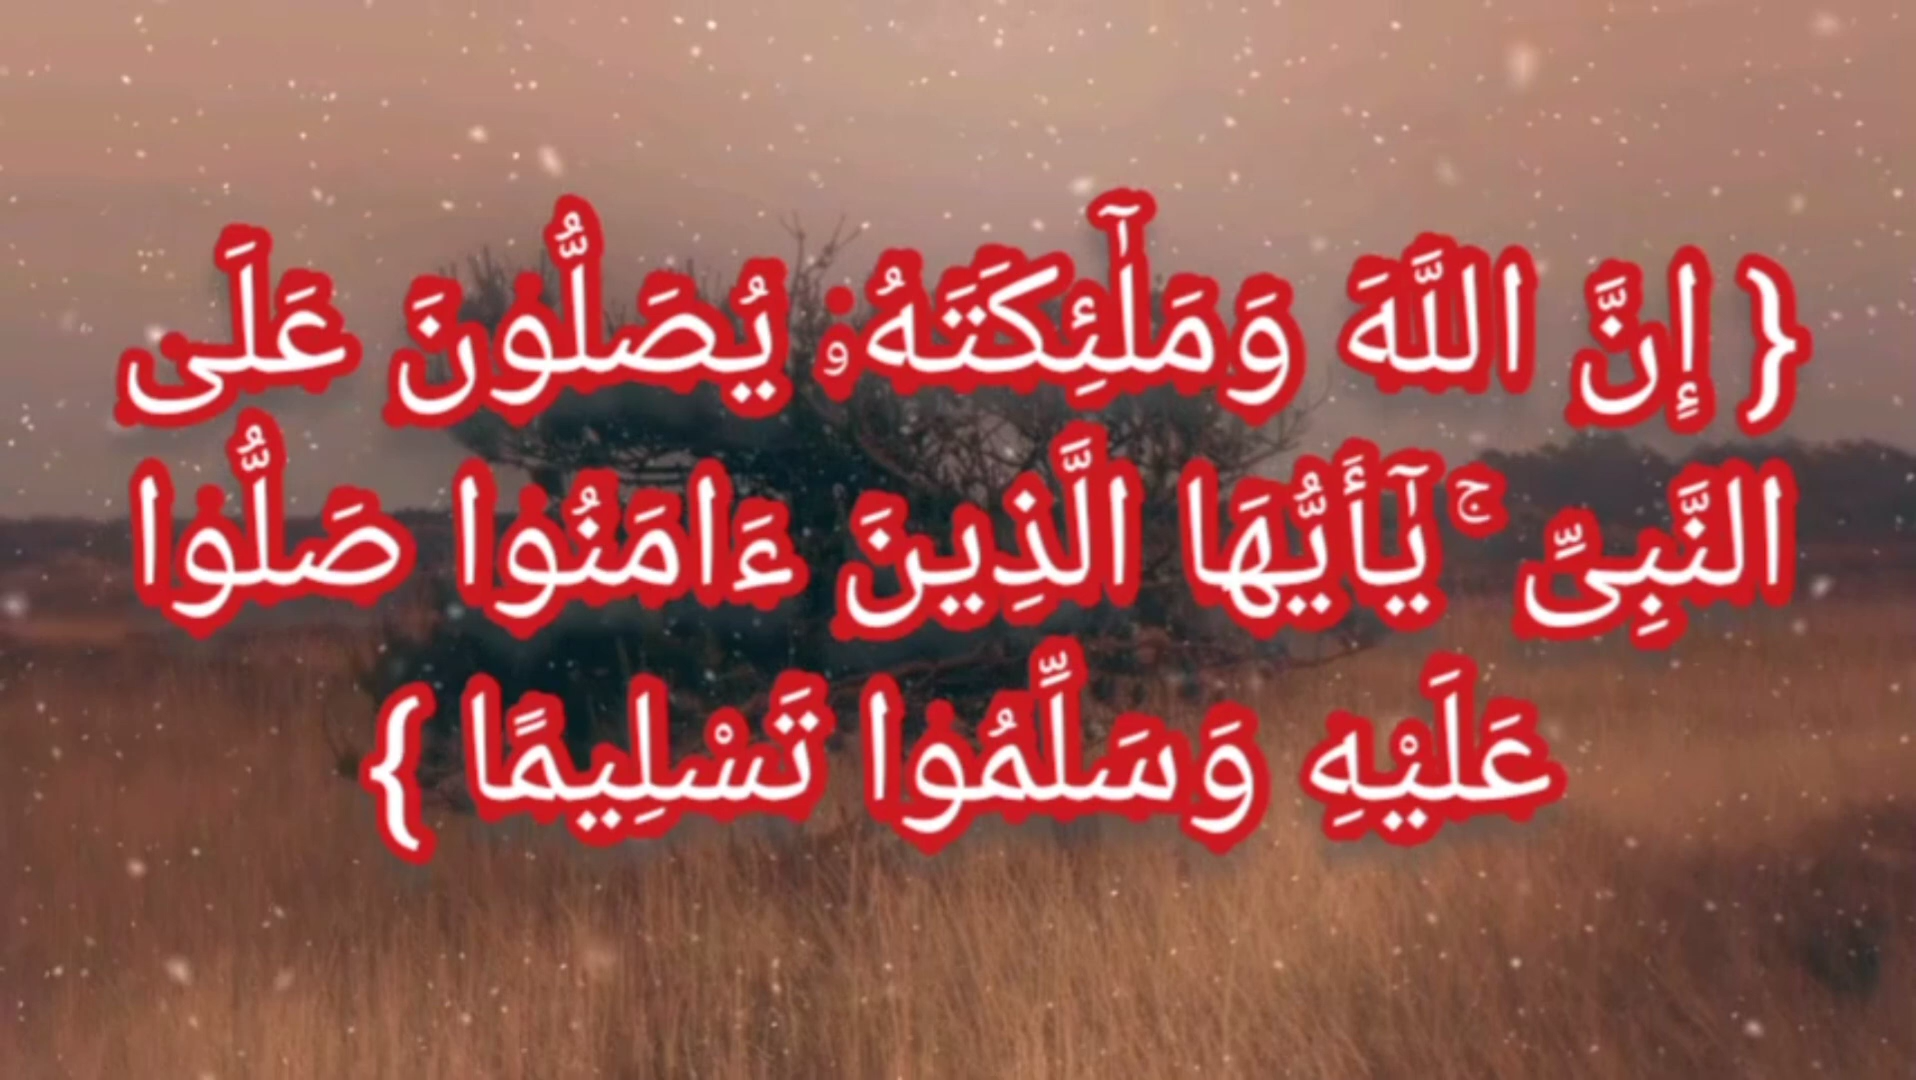 { إِنَّ اللَّهَ وَمَلَٰٓئِكَتَهُۥ يُصَلُّونَ عَلَى
النَّبِىِّ ۚ يَٰٓأَيُّهَا الَّذِينَ ءَامَنُوا صَلُّوا
عَلَيْهِ وَسَلِّمُوا تَسْلِيمًا }